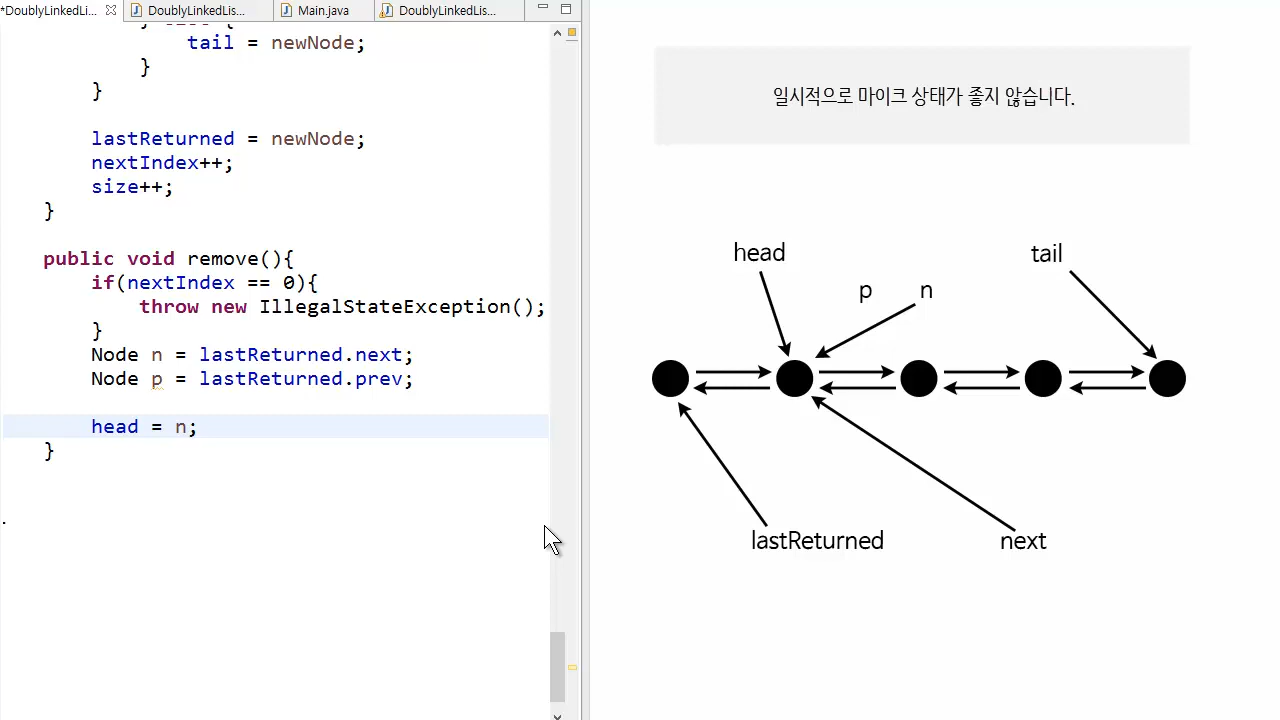 *DoublyLinkedLi...
DoublyLinkedLis...
Main.java
DoublyLinkedLis...
tail = newNode;
}
}
lastReturned = newNode;
nextIndex++;
size++;
}
public void remove(){
if(nextIndex == 0){
throw new IllegalStateException();
}
Node n = lastReturned.next;
Node p = lastReturned.prev;
head = n;
}
일시적으로 마이크 상태가 좋지 않습니다.
head
tail
p
n
lastReturned
next